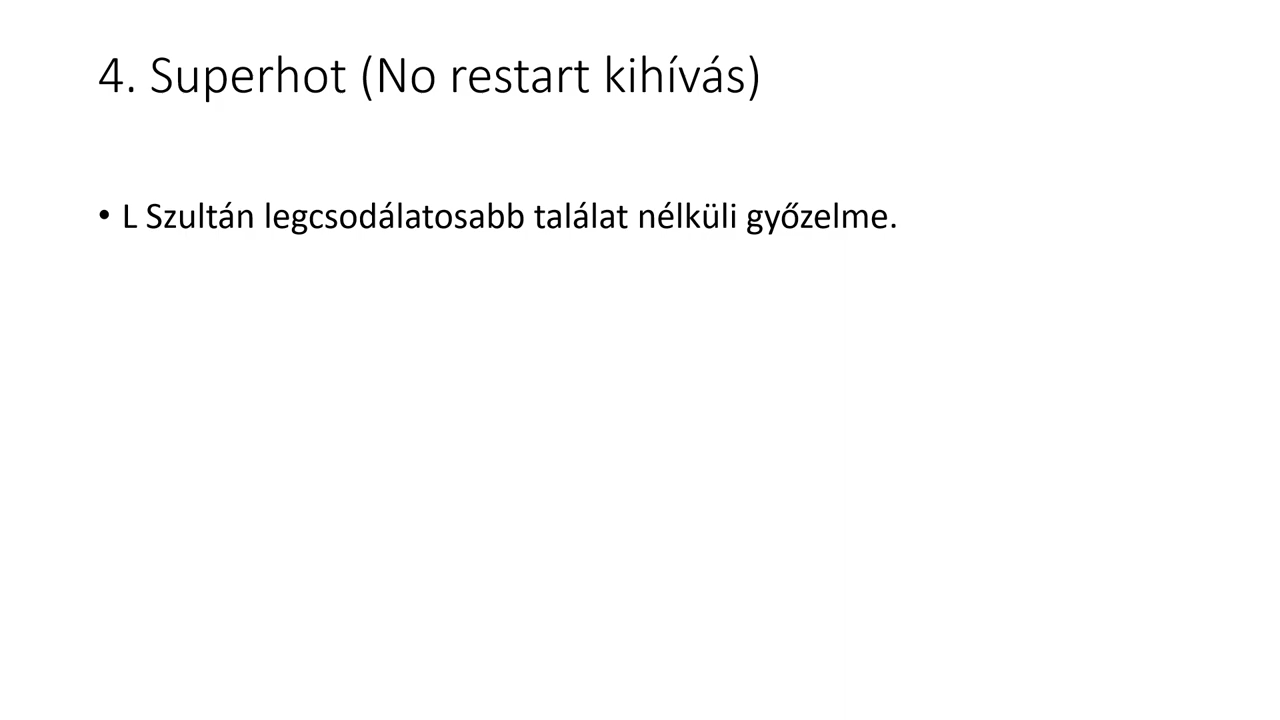 4. Superhot (No restart kihívás)
• L Szultán legcsodálatosabb találat nélküli győzelme.